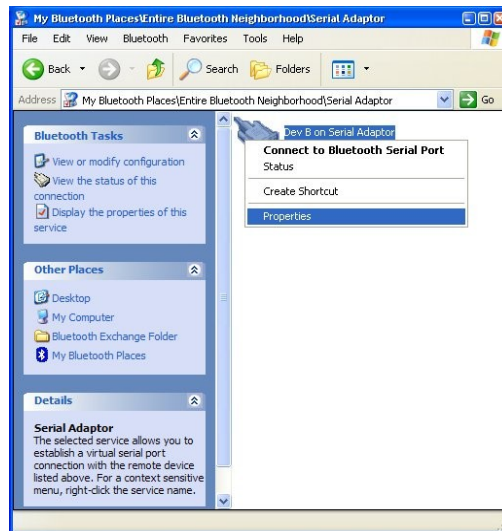 My Bluetooth Places\Entire Bluetooth Neighborhood\Serial Adaptor
File Edit View Bluetooth Favorites Tools Help
Back Search Folders
Address My Bluetooth Places\Entire Bluetooth Neighborhood\Serial Adaptor Go
Bluetooth Tasks
View or modify configuration
View the status of this
connection
Display the properties of this
service
Other Places
Desktop
My Computer
Bluetooth Exchange Folder
My Bluetooth Places
Details
Serial Adaptor
The selected service allows you to
establish a virtual serial port
connection with the remote device
listed above. For a context sensitive
menu, right-click the service name.
Dev B on Serial Adaptor
Connect to Bluetooth Serial Port
Status
Create Shortcut
Properties